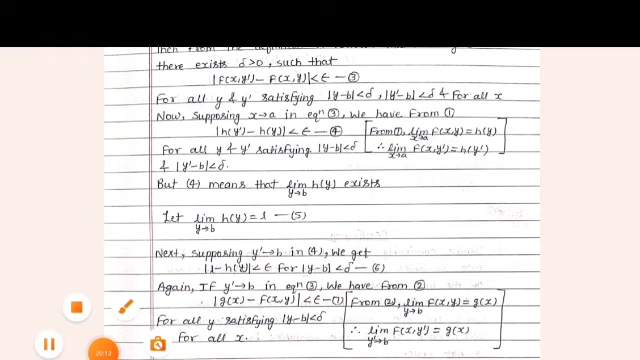 there exists δ>0, such that
|F(x,y')-F(x,y)|<ϵ-③
For all y & y' satisfying |y-b|<δ, |y'-b|<δ & For all x
Now, supposing x→a in eqⁿ ③, We have From ①
|h(y')-h(y)|<ϵ-④ [From ①, lim x→a F(x,y)=h(y)
For all y & y' satisfying |y-b|<δ ∴ lim x→a F(x,y')=h(y')]
& |y'-b|<δ.
But (4) means that lim y→b h(y) exists
Let lim y→b h(y)=l -(5)
Next, supposing y'→b in (4), We get
|l-h(y)|<ϵ For |y-b|<δ-(6)
Again, IF y'→b in eqⁿ ③, We have From ②
|g(x)-F(x,y)|<ϵ-(7) [From (2), lim y→b F(x,y)=g(x)
For all y satisfying |y-b|<δ
For all x. ∴ lim y'→b F(x,y')=g(x)]
20:13